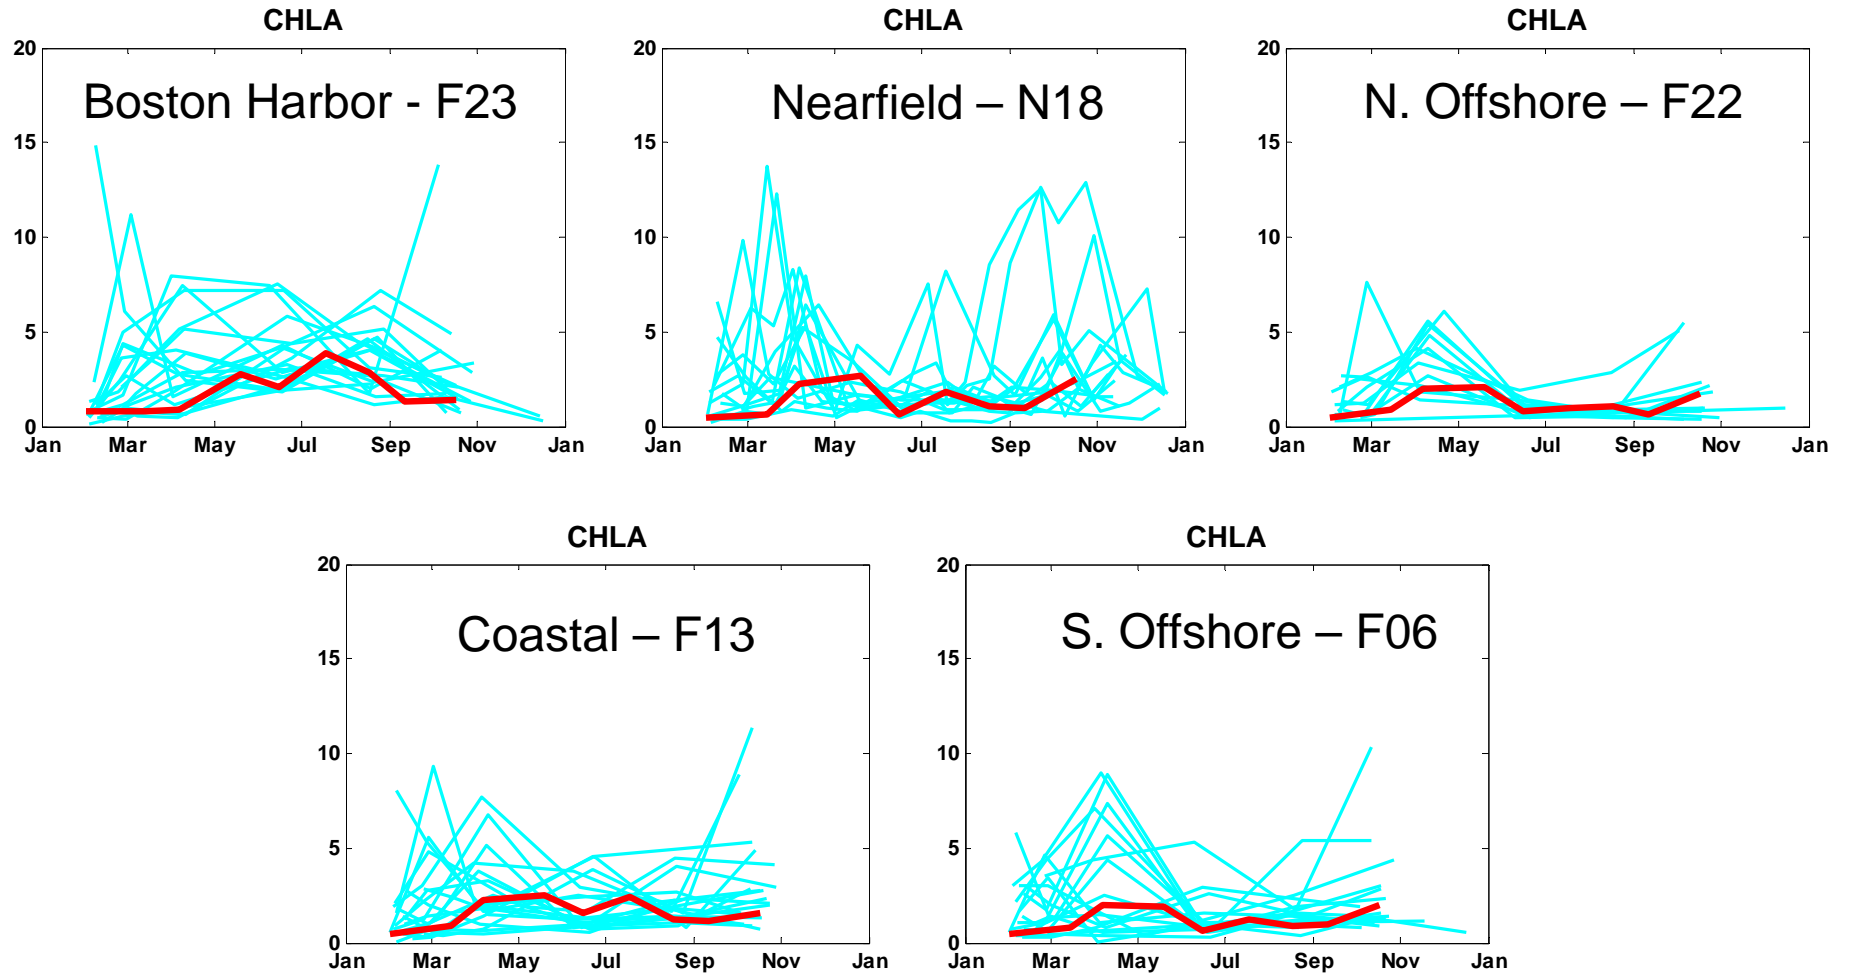 CHLA CHLA CHLA
20 20 20
Boston Harbor - F23 Nearfield – N18 N. Offshore – F22
15 15 15
10 10 10
5 5 5
0 0 0
Jan Mar May Jul Sep Nov Jan Jan Mar May Jul Sep Nov Jan Jan Mar May Jul Sep Nov Jan
CHLA CHLA
20 20
Coastal – F13 S. Offshore – F06
15 15
10 10
5 5
0 0
Jan Mar May Jul Sep Nov Jan Jan Mar May Jul Sep Nov Jan